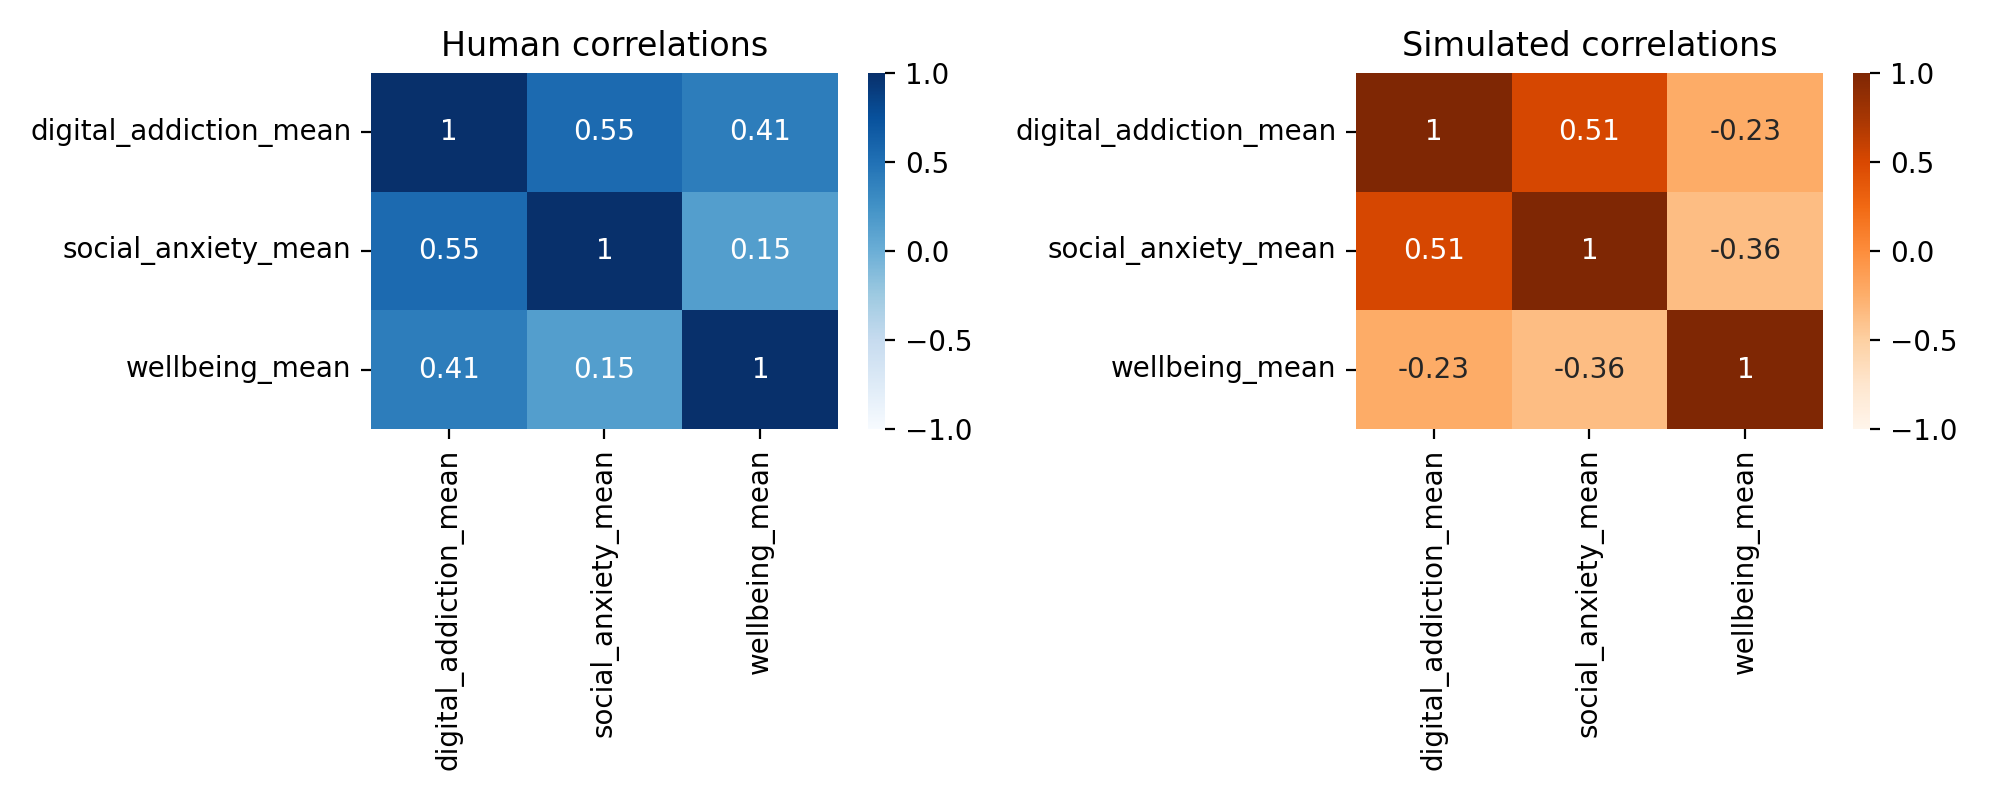 Human correlations
digital_addiction_mean
social_anxiety_mean
wellbeing_mean
1 0.55 0.41
0.55 1 0.15
0.41 0.15 1
1.0
0.5
0.0
−0.5
−1.0
digital_addiction_mean
social_anxiety_mean
wellbeing_mean
Simulated correlations
digital_addiction_mean
social_anxiety_mean
wellbeing_mean
1 0.51 -0.23
0.51 1 -0.36
-0.23 -0.36 1
1.0
0.5
0.0
−0.5
−1.0
digital_addiction_mean
social_anxiety_mean
wellbeing_mean